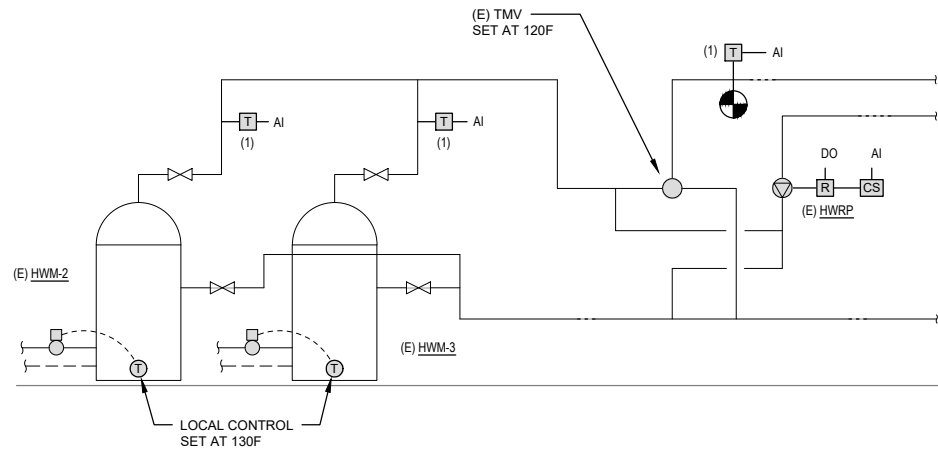 (E) TMV
SET AT 120F
(1) T AI
T AI
(1)
T AI
(1)
DO AI
R CS
(E) HWRP
(E) HWM-2
(E) HWM-3
T
T
LOCAL CONTROL
SET AT 130F